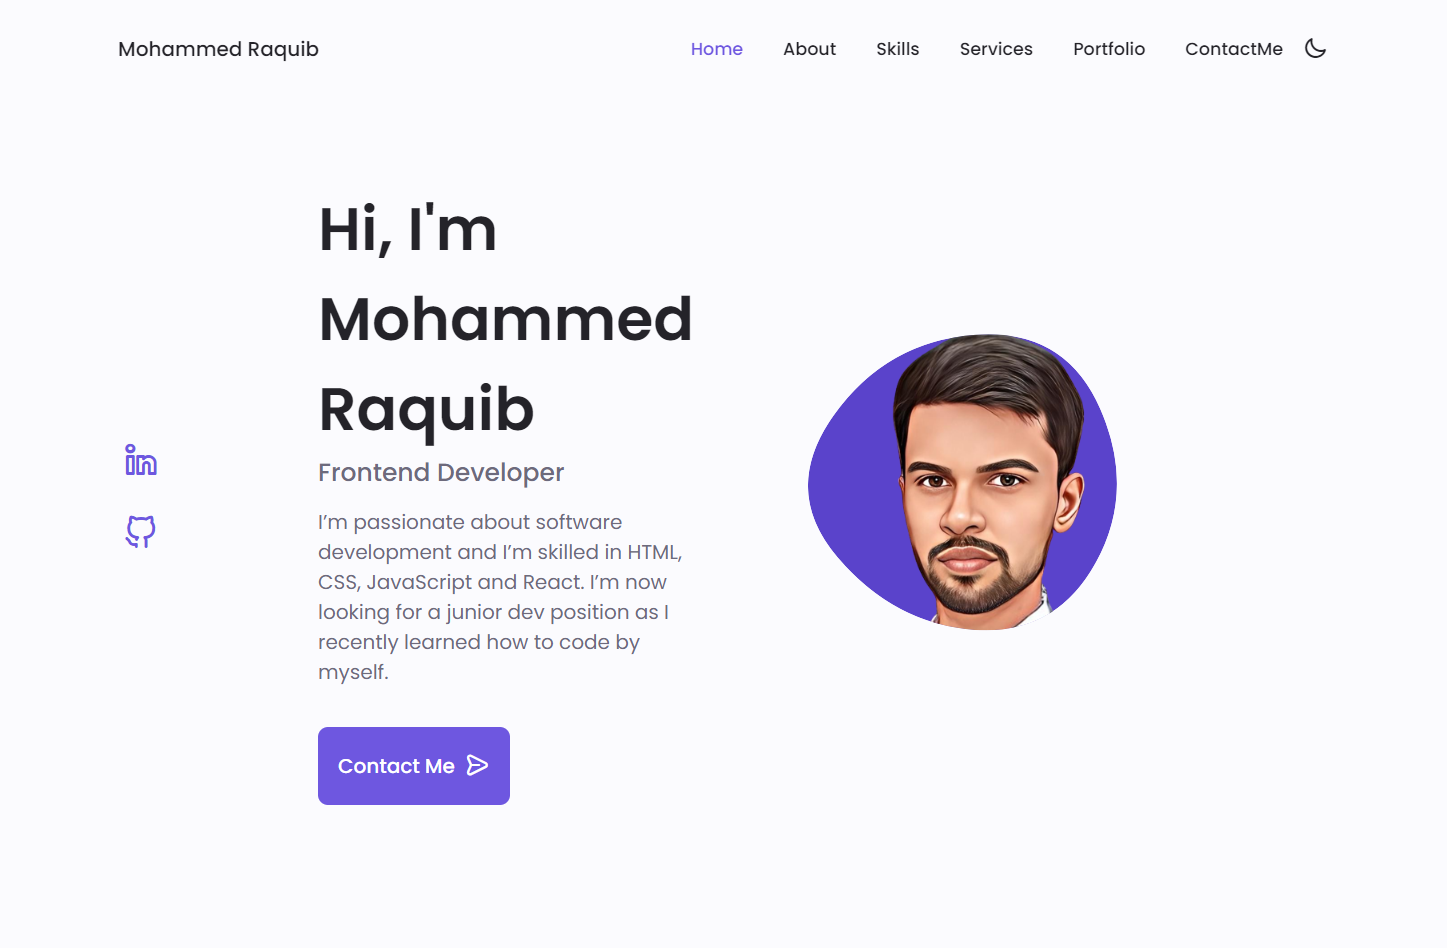 Mohammed Raquib
Home About Skills Services Portfolio ContactMe
Hi, I'm
Mohammed
Raquib
Frontend Developer
I’m passionate about software
development and I’m skilled in HTML,
CSS, JavaScript and React. I’m now
looking for a junior dev position as I
recently learned how to code by
myself.
Contact Me
in